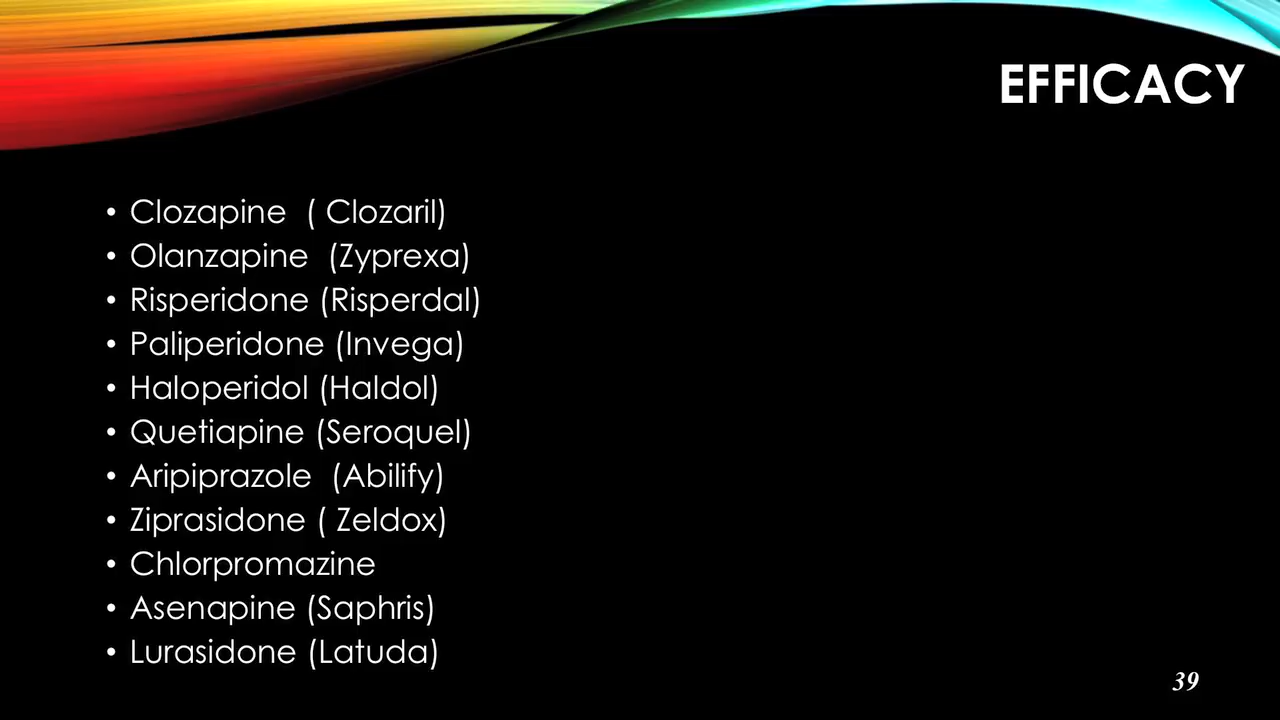 EFFICACY
• Clozapine  ( Clozaril)
• Olanzapine  (Zyprexa)
• Risperidone (Risperdal)
• Paliperidone (Invega)
• Haloperidol (Haldol)
• Quetiapine (Seroquel)
• Aripiprazole  (Abilify)
• Ziprasidone ( Zeldox)
• Chlorpromazine
• Asenapine (Saphris)
• Lurasidone (Latuda)
39